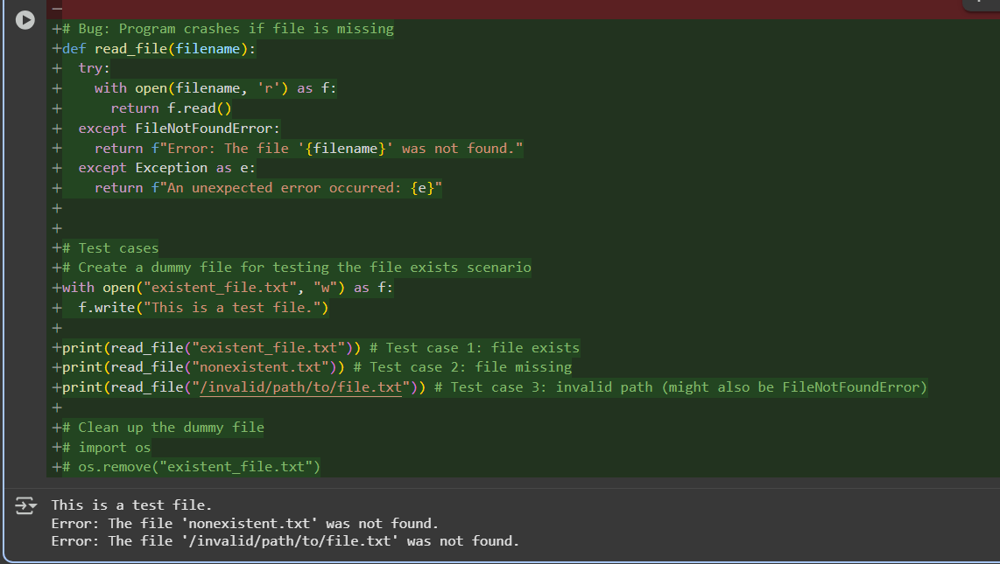 −
+# Bug: Program crashes if file is missing
+def read_file(filename):
+  try:
+    with open(filename, 'r') as f:
+      return f.read()
+  except FileNotFoundError:
+    return f"Error: The file '{filename}' was not found."
+  except Exception as e:
+    return f"An unexpected error occurred: {e}"
+
+
+# Test cases
+# Create a dummy file for testing the file exists scenario
+with open("existent_file.txt", "w") as f:
+  f.write("This is a test file.")
+
+print(read_file("existent_file.txt")) # Test case 1: file exists
+print(read_file("nonexistent.txt")) # Test case 2: file missing
+print(read_file("/invalid/path/to/file.txt")) # Test case 3: invalid path (might also be FileNotFoundError)
+
+# Clean up the dummy file
+# import os
+# os.remove("existent_file.txt")
This is a test file.
Error: The file 'nonexistent.txt' was not found.
Error: The file '/invalid/path/to/file.txt' was not found.